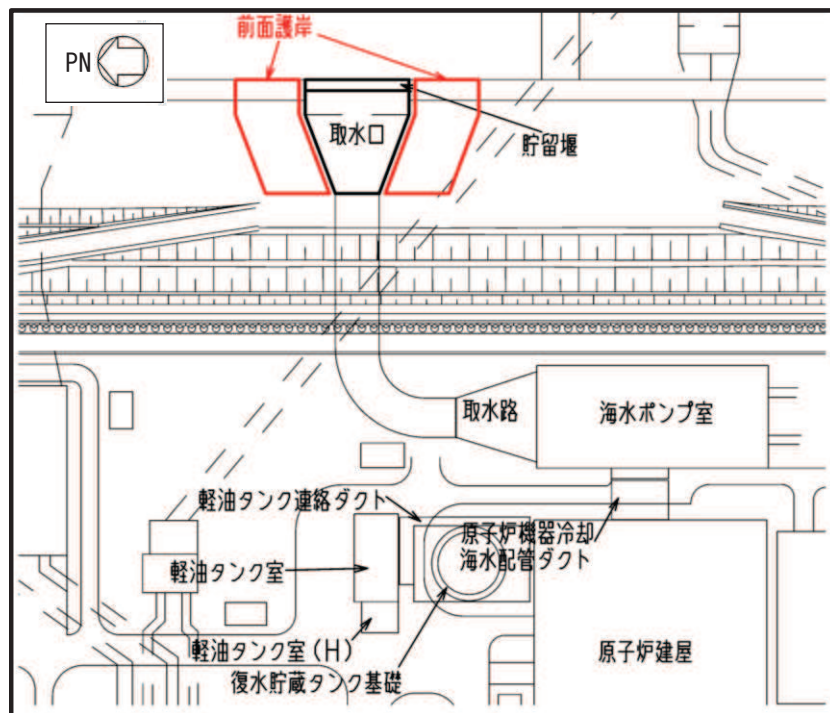 前面護岸
PN
取水口
貯留堰
取水路
海水ポンプ室
軽油タンク連絡ダクト
原子炉機器冷却
海水配管ダクト
軽油タンク室
軽油タンク室(H)
原子炉建屋
復水貯蔵タンク基礎